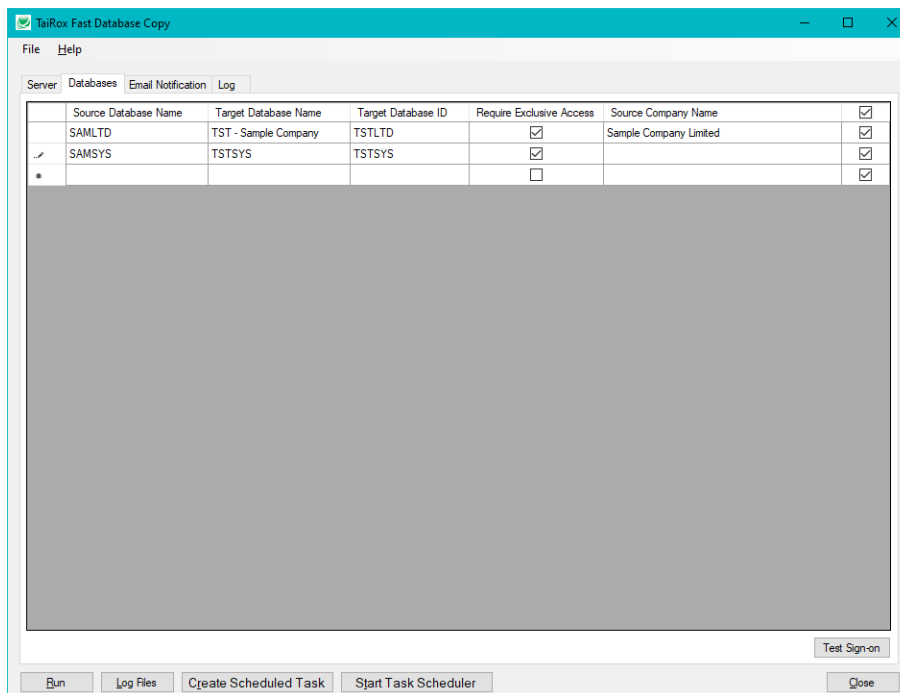 TaiRox Fast Database Copy
File Help
Server Databases Email Notification Log
Source Database Name Target Database Name Target Database ID Require Exclusive Access Source Company Name
SAMLTD TST - Sample Company TSTLTD Sample Company Limited
SAMSYS TSTSYS TSTSYS
Test Sign-on
Run Log Files Create Scheduled Task Start Task Scheduler Close